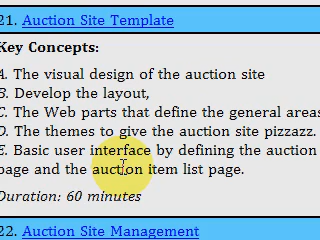 21. Auction Site Template
Key Concepts:
A. The visual design of the auction site
B. Develop the layout,
C. The Web parts that define the general areas
D. The themes to give the auction site pizzazz.
E. Basic user interface by defining the auction
page and the auction item list page.
Duration: 60 minutes
22. Auction Site Management